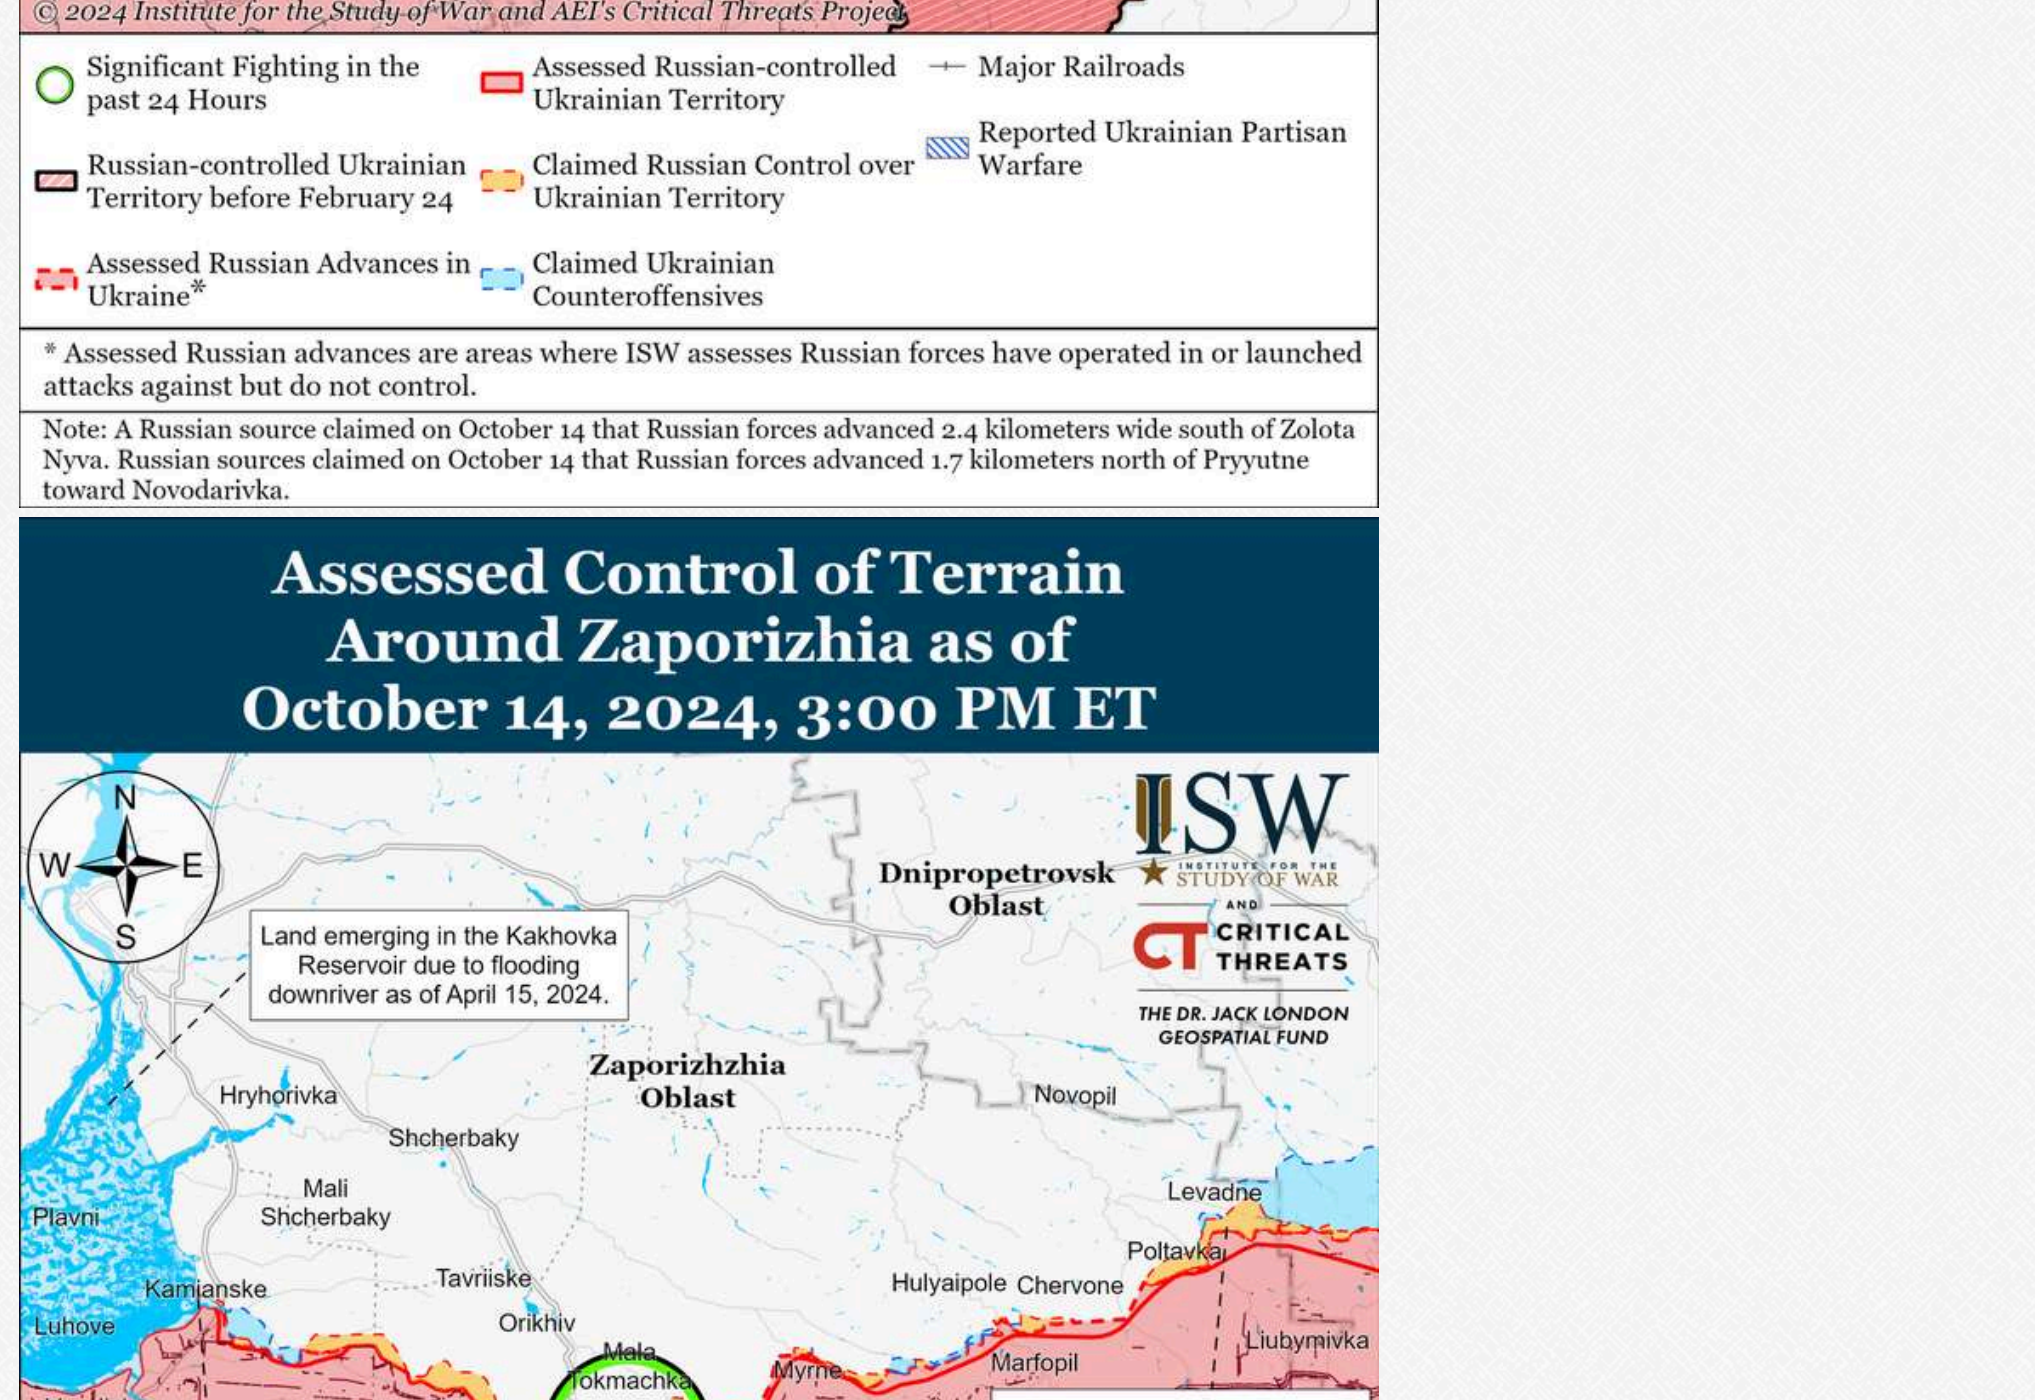 © 2024 Institute for the Study of War and AEI's Critical Threats Project
Significant Fighting in the
past 24 Hours
Russian-controlled Ukrainian
Territory before February 24
Assessed Russian Advances in
Ukraine*
Assessed Russian-controlled
Ukrainian Territory
Claimed Russian Control over
Ukrainian Territory
Claimed Ukrainian
Counteroffensives
Major Railroads
Reported Ukrainian Partisan
Warfare
* Assessed Russian advances are areas where ISW assesses Russian forces have operated in or launched
attacks against but do not control.
Note: A Russian source claimed on October 14 that Russian forces advanced 2.4 kilometers wide south of Zolota
Nyva. Russian sources claimed on October 14 that Russian forces advanced 1.7 kilometers north of Pryyutne
toward Novodarivka.
Assessed Control of Terrain
Around Zaporizhia as of
October 14, 2024, 3:00 PM ET
N
W E
S
ISW
INSTITUTE FOR THE
STUDY OF WAR
AND
CT CRITICAL
THREATS
THE DR. JACK LONDON
GEOSPATIAL FUND
Dnipropetrovsk
Oblast
Land emerging in the Kakhovka
Reservoir due to flooding
downriver as of April 15, 2024.
Zaporizhzhia
Oblast
Hryhorivka
Novopil
Shcherbaky
Mali
Shcherbaky
Levadne
Plavni
Poltavka
Kamianske
Tavriiske
Hulyaipole
Chervone
Luhove
Orikhiv
Liubymivka
Mala
Tokmachka
Myrne
Marfopil